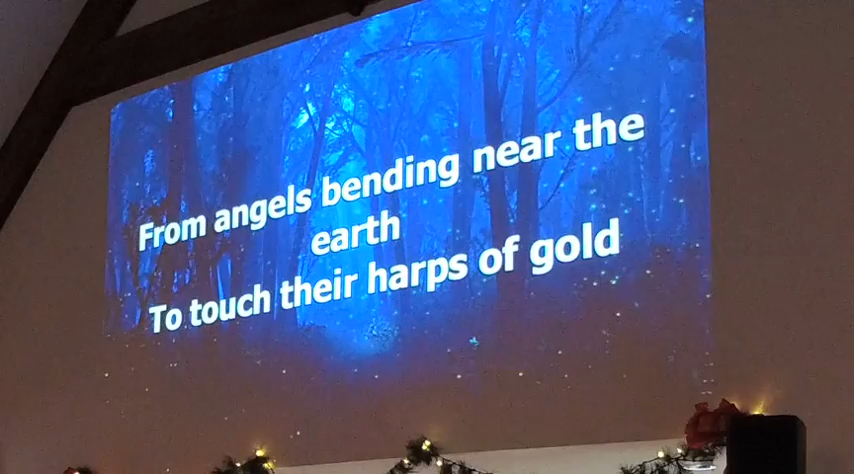 From angels bending near the
earth
To touch their harps of gold